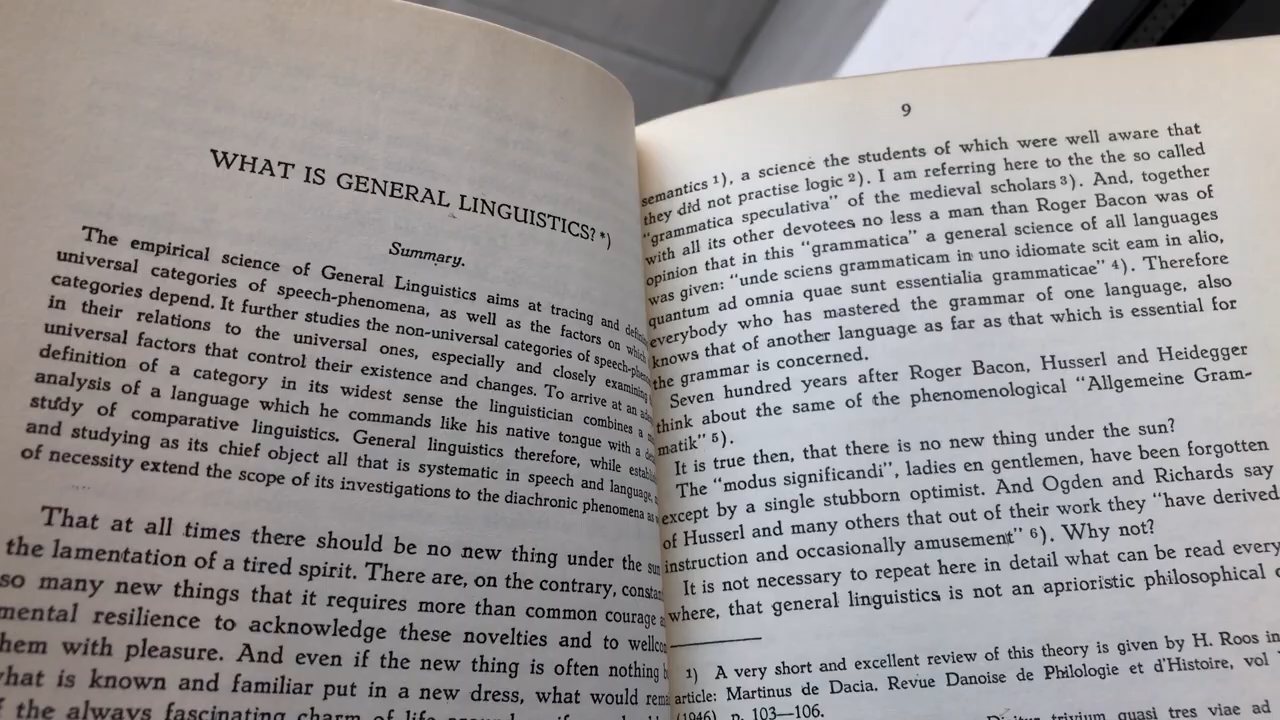 WHAT IS GENERAL LINGUISTICS? *)
Summary.
The empirical science of General Linguistics aims at tracing and
universal categories of speech-phenomena, as well as the factors on which
categories depend. It further studies the non-universal categories of
in their relations to the universal ones, especially and closely examining
universal factors that control their existence and changes. To arrive at an
definition of a category in its widest sense the linguistician combines a
analysis of a language which he commands like his native tongue with a
study of comparative linguistics. General linguistics therefore, while
and studying as its chief object all that is systematic in speech and language,
of necessity extend the scope of its investigations to the diachronic phenomena
That at all times there should be no new thing under the
the lamentation of a tired spirit. There are, on the contrary,
so many new things that it requires more than common courage
mental resilience to acknowledge these novelties and to
with pleasure. And even if the new thing is often nothing
what is known and familiar put in a new dress, what would
the always fascinating charm of life
9
semantics 1), a science the students of which were well aware that
they did not practise logic 2). I am referring here to the the so called
"grammatica speculativa" of the medieval scholars 3). And, together
with all its other devotees no less a man than Roger Bacon was of
opinion that in this "grammatica" a general science of all languages
was given: "unde sciens grammaticam in uno idiomate scit eam in alio,
quantum ad omnia quae sunt essentialia grammaticae" 4). Therefore
everybody who has mastered the grammar of one language, also
knows that of another language as far as that which is essential for
the grammar is concerned.
Seven hundred years after Roger Bacon, Husserl and Heidegger
think about the same of the phenomenological "Allgemeine Gram-
matik" 5).
It is true then, that there is no new thing under the sun?
The "modus significandi", ladies en gentlemen, have been forgotten
except by a single stubborn optimist. And Ogden and Richards say
of Husserl and many others that out of their work they "have derived
instruction and occasionally amusement" 6). Why not?
It is not necessary to repeat here in detail what can be read every
where, that general linguistics is not an aprioristic philosophical
1) A very short and excellent review of this theory is given by H. Roos in
article: Martinus de Dacia. Revue Danoise de Philologie et d'Histoire, vol
(1946), p. 103—106.
trivium quasi tres viae ad